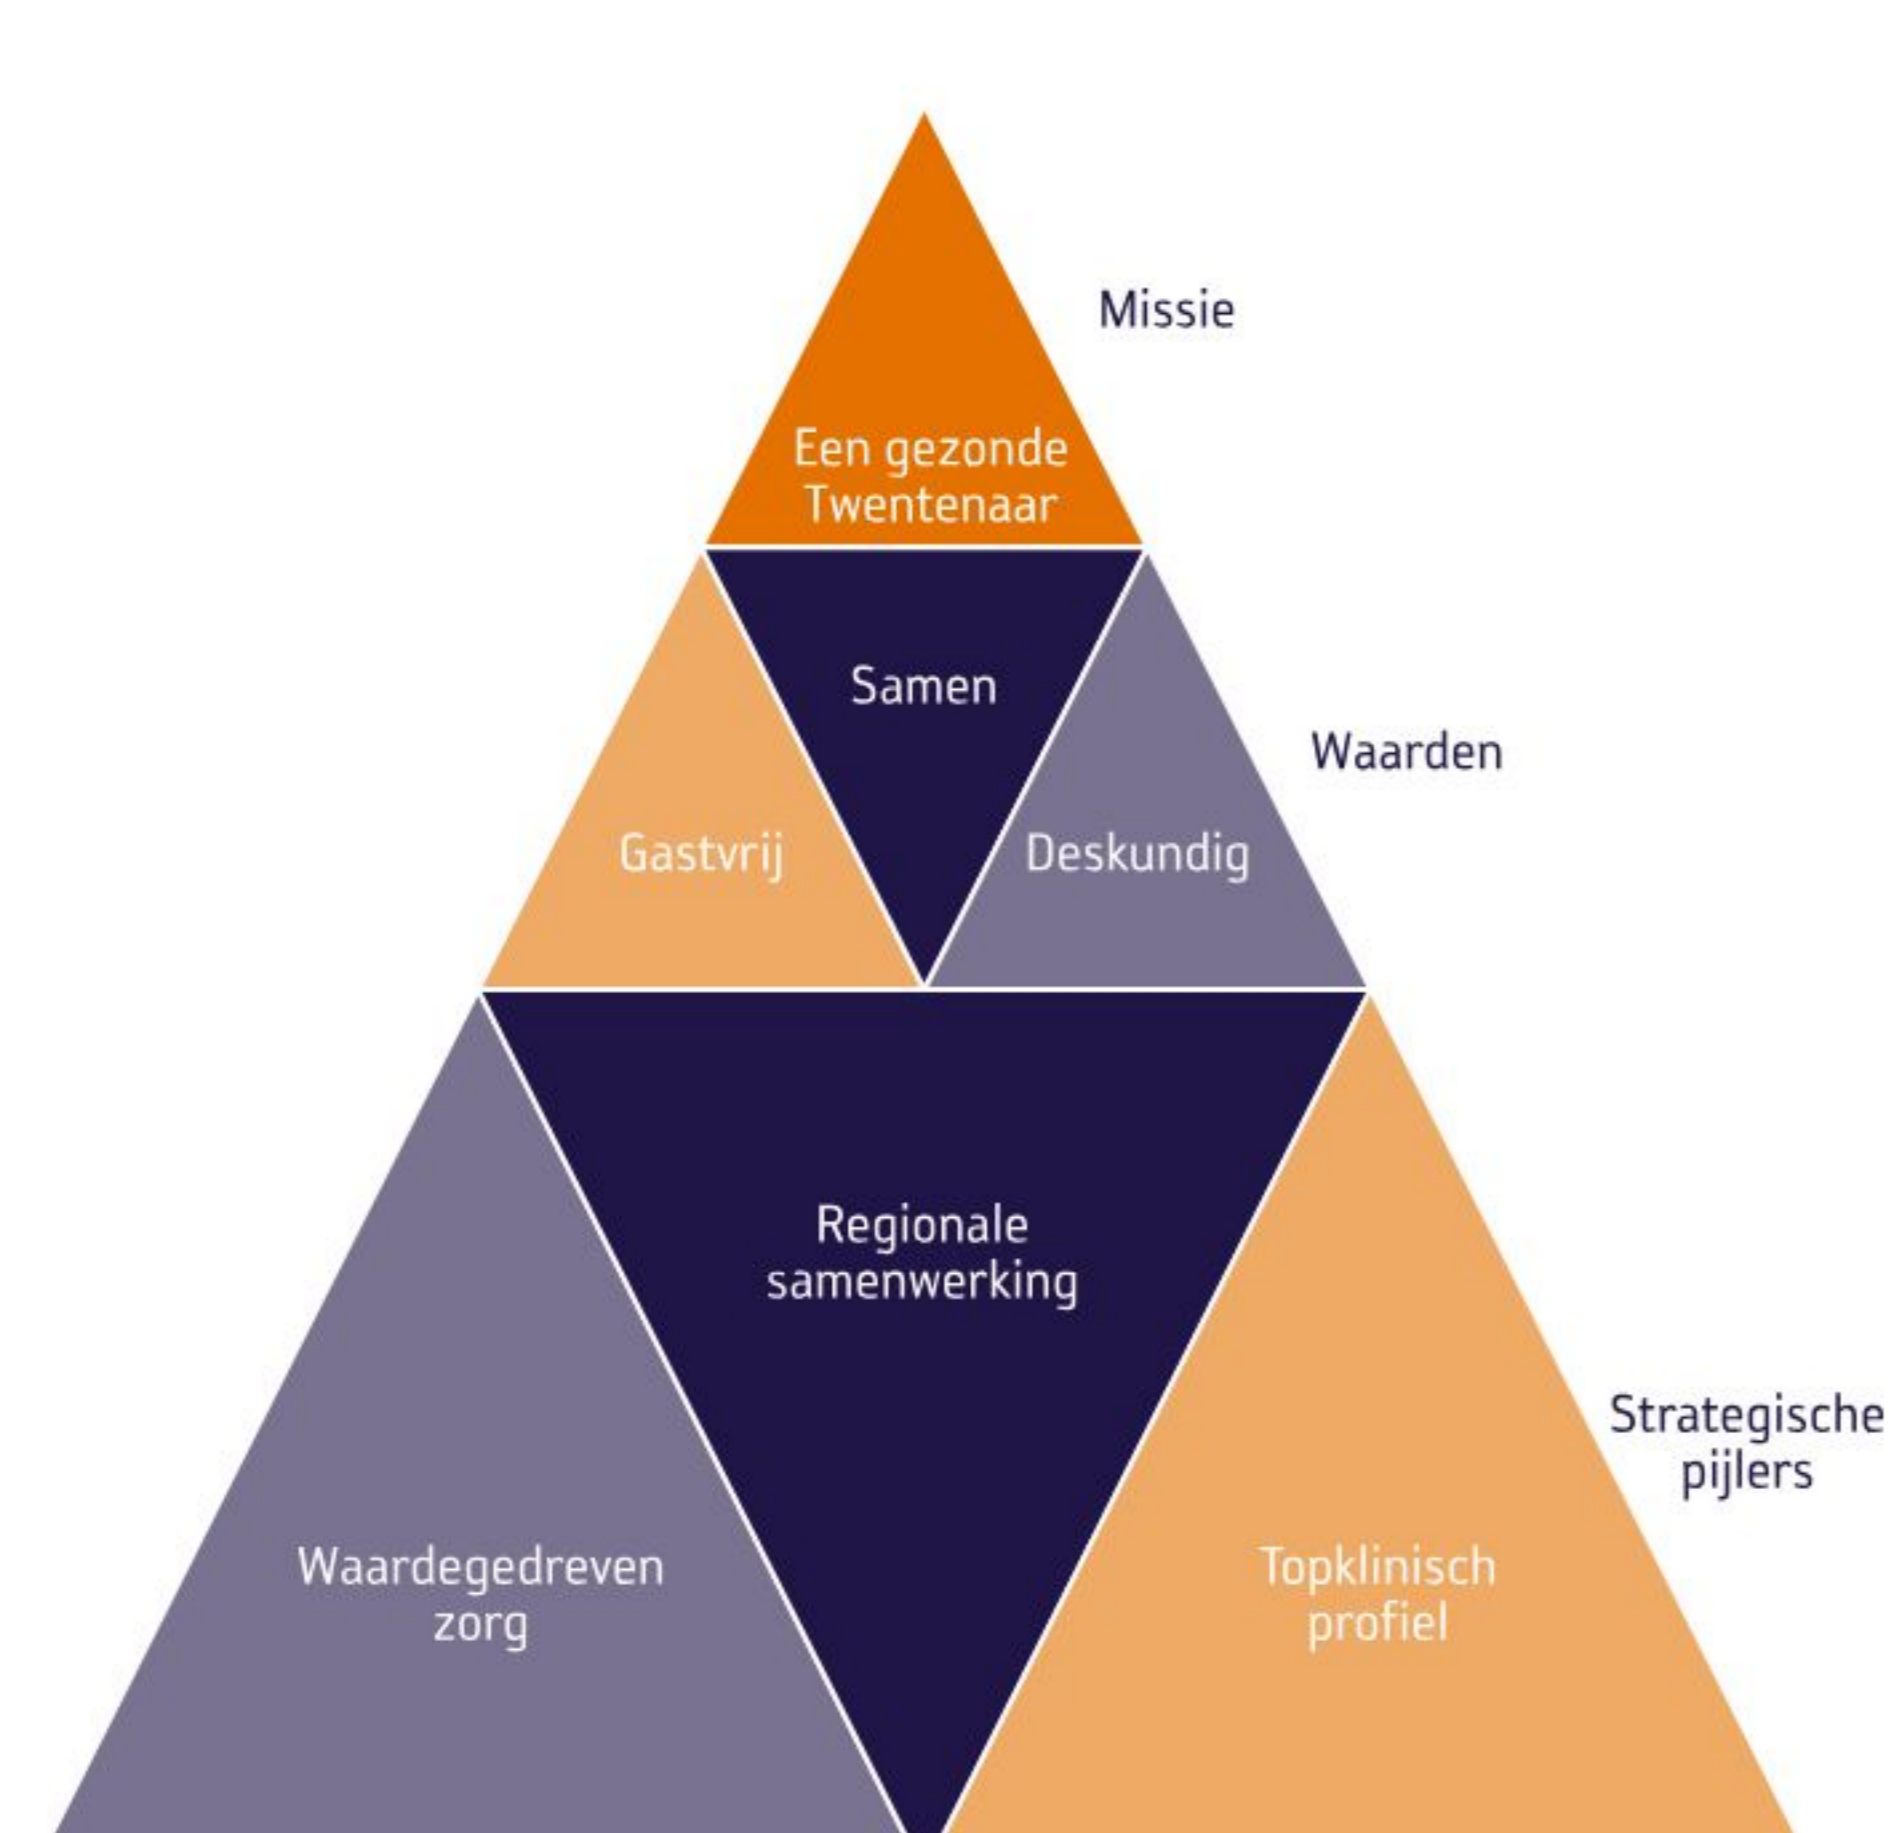 Missie
Een gezonde
Twentenaar
Samen
Waarden
Gastvrij
Deskundig
Regionale
samenwerking
Strategische
pijlers
Waardegedreven
zorg
Topklinisch
profiel